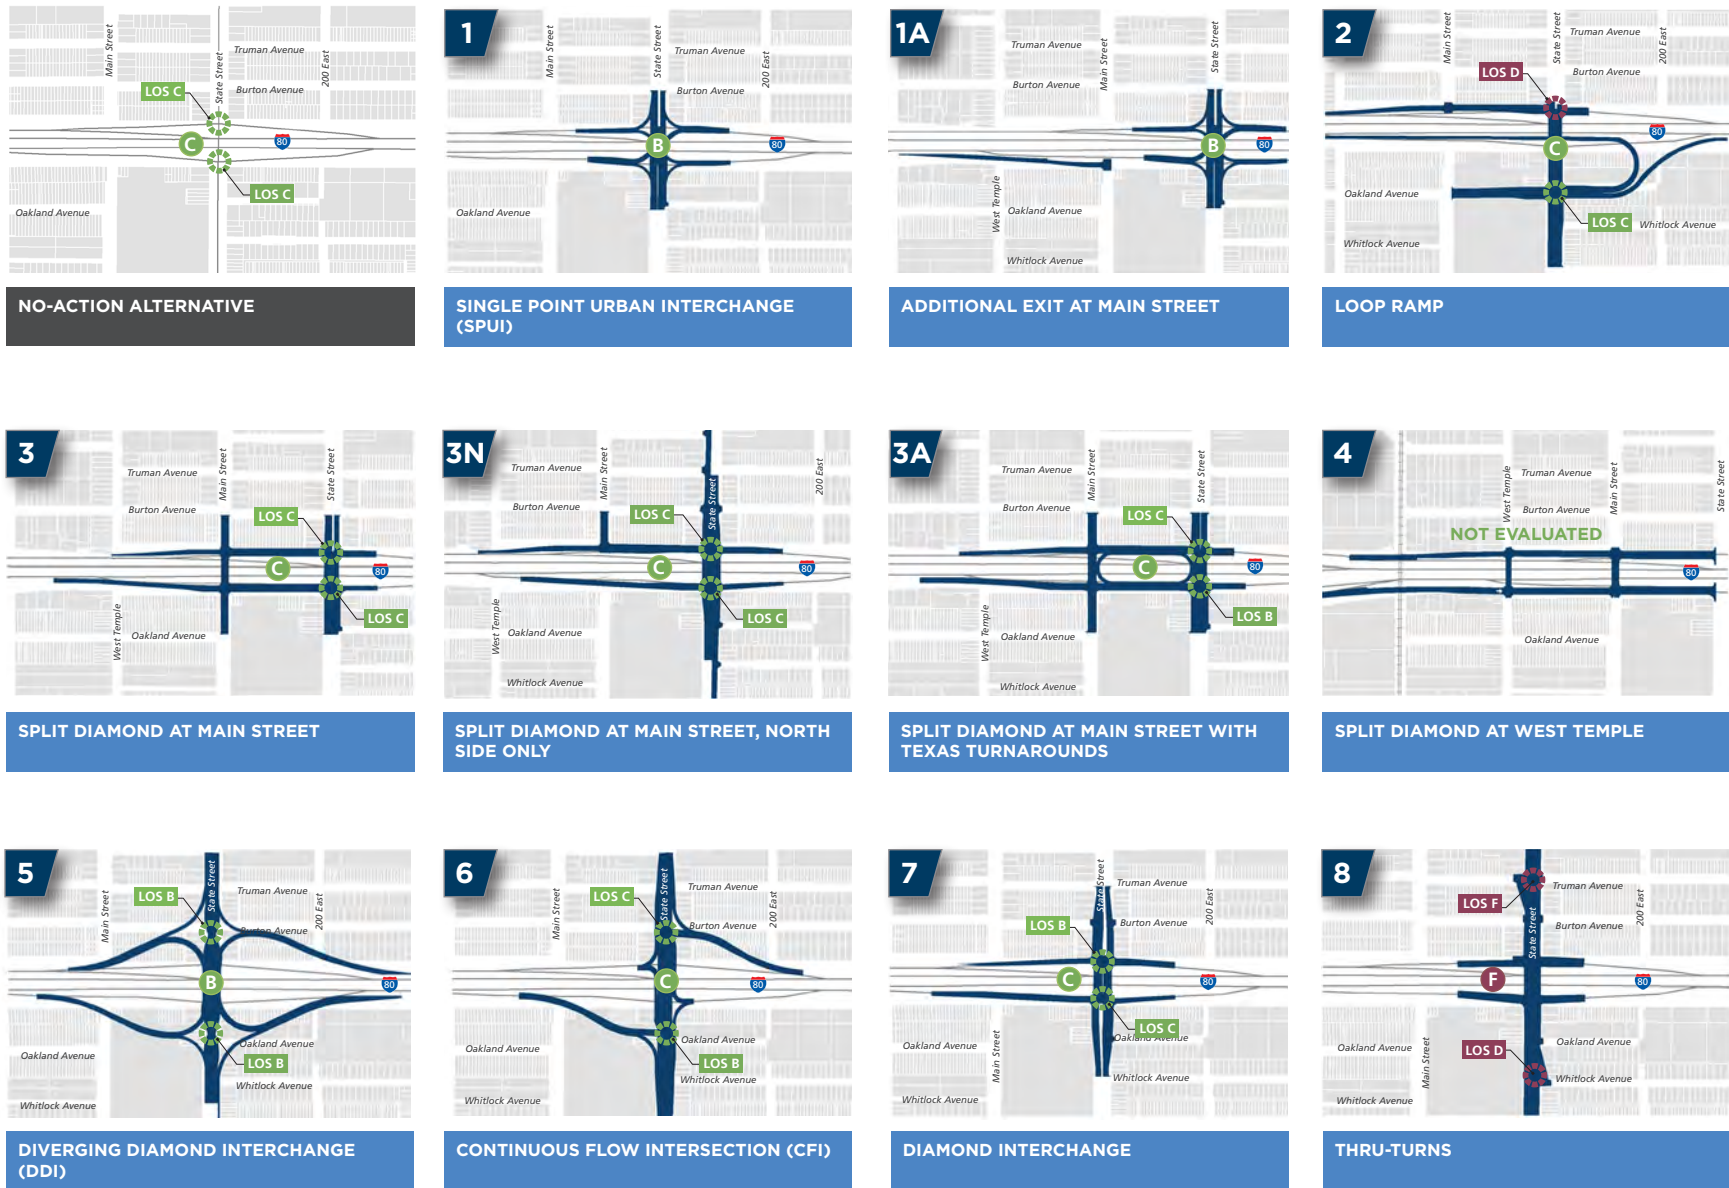 Main Street
State Street
Truman Avenue
200 East
LOS C
Burton Avenue
C
80
LOS C
Oakland Avenue
NO-ACTION ALTERNATIVE
1
Main Street
State Street
Truman Avenue
200 East
Burton Avenue
B
80
Oakland Avenue
SINGLE POINT URBAN INTERCHANGE
(SPUI)
1A
Truman Avenue
Main Street
State Street
Burton Avenue
B
80
West Temple
Oakland Avenue
Whitlock Avenue
ADDITIONAL EXIT AT MAIN STREET
2
Main Street
State Street
Truman Avenue
200 East
LOS D
Burton Avenue
80
C
Oakland Avenue
LOS C
Whitlock Avenue
Whitlock Avenue
LOOP RAMP
3
Truman Avenue
Main Street
State Street
Burton Avenue
LOS C
C
80
LOS C
West Temple
Oakland Avenue
SPLIT DIAMOND AT MAIN STREET
3N
Truman Avenue
Main Street
State Street
200 East
Burton Avenue
LOS C
C
80
LOS C
West Temple
Oakland Avenue
Whitlock Avenue
SPLIT DIAMOND AT MAIN STREET, NORTH
SIDE ONLY
3A
Truman Avenue
Main Street
State Street
Burton Avenue
LOS C
C
80
LOS B
West Temple
Oakland Avenue
Whitlock Avenue
SPLIT DIAMOND AT MAIN STREET WITH
TEXAS TURNAROUNDS
4
West Temple
Truman Avenue
Main Street
State Street
Burton Avenue
NOT EVALUATED
80
Oakland Avenue
SPLIT DIAMOND AT WEST TEMPLE
5
Main Street
State Street
Truman Avenue
200 East
LOS B
Burton Avenue
B
80
Oakland Avenue
Oakland Avenue
LOS B
Whitlock Avenue
Whitlock Avenue
DIVERGING DIAMOND INTERCHANGE
(DDI)
6
Main Street
State Street
Truman Avenue
200 East
LOS C
Burton Avenue
C
80
Oakland Avenue
Oakland Avenue
LOS B
Whitlock Avenue
Whitlock Avenue
CONTINUOUS FLOW INTERSECTION (CFI)
7
State Street
Truman Avenue
200 East
LOS B
Burton Avenue
C
80
LOS C
Oakland Avenue
Oakland Avenue
Main Street
Whitlock Avenue
Whitlock Avenue
DIAMOND INTERCHANGE
8
Truman Avenue
LOS F
State Street
200 East
Burton Avenue
F
80
Oakland Avenue
Main Street
LOS D
Oakland Avenue
Whitlock Avenue
Whitlock Avenue
THRU-TURNS